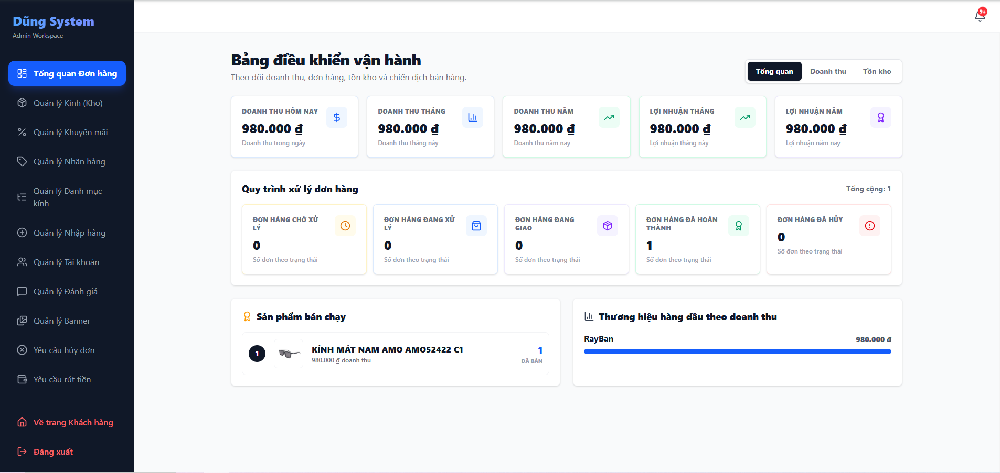 Dũng System
Admin Workspace
Tổng quan Đơn hàng
Quản lý Kính (Kho)
Quản lý Khuyến mãi
Quản lý Nhãn hàng
Quản lý Danh mục
kính
Quản lý Nhập hàng
Quản lý Tài khoản
Quản lý Đánh giá
Quản lý Banner
Yêu cầu hủy đơn
Yêu cầu rút tiền
Về trang Khách hàng
Đăng xuất
9+
Bảng điều khiển vận hành
Theo dõi doanh thu, đơn hàng, tồn kho và chiến dịch bán hàng.
Tổng quan Doanh thu Tồn kho
DOANH THU HÔM NAY
980.000 ₫
Doanh thu trong ngày
DOANH THU THÁNG
980.000 ₫
Doanh thu tháng này
DOANH THU NĂM
980.000 ₫
Doanh thu năm nay
LỢI NHUẬN THÁNG
980.000 ₫
Lợi nhuận tháng này
LỢI NHUẬN NĂM
980.000 ₫
Lợi nhuận năm nay
Quy trình xử lý đơn hàng
Tổng cộng: 1
ĐƠN HÀNG CHỜ XỬ
LÝ
0
Số đơn theo trạng thái
ĐƠN HÀNG ĐANG XỬ
LÝ
0
Số đơn theo trạng thái
ĐƠN HÀNG ĐANG
GIAO
0
Số đơn theo trạng thái
ĐƠN HÀNG ĐÃ HOÀN
THÀNH
1
Số đơn theo trạng thái
ĐƠN HÀNG ĐÃ HỦY
0
Số đơn theo trạng thái
Sản phẩm bán chạy
1
KÍNH MÁT NAM AMO AMO52422 C1
980.000 ₫ doanh thu
1
ĐÃ BÁN
Thương hiệu hàng đầu theo doanh thu
RayBan
980.000 ₫